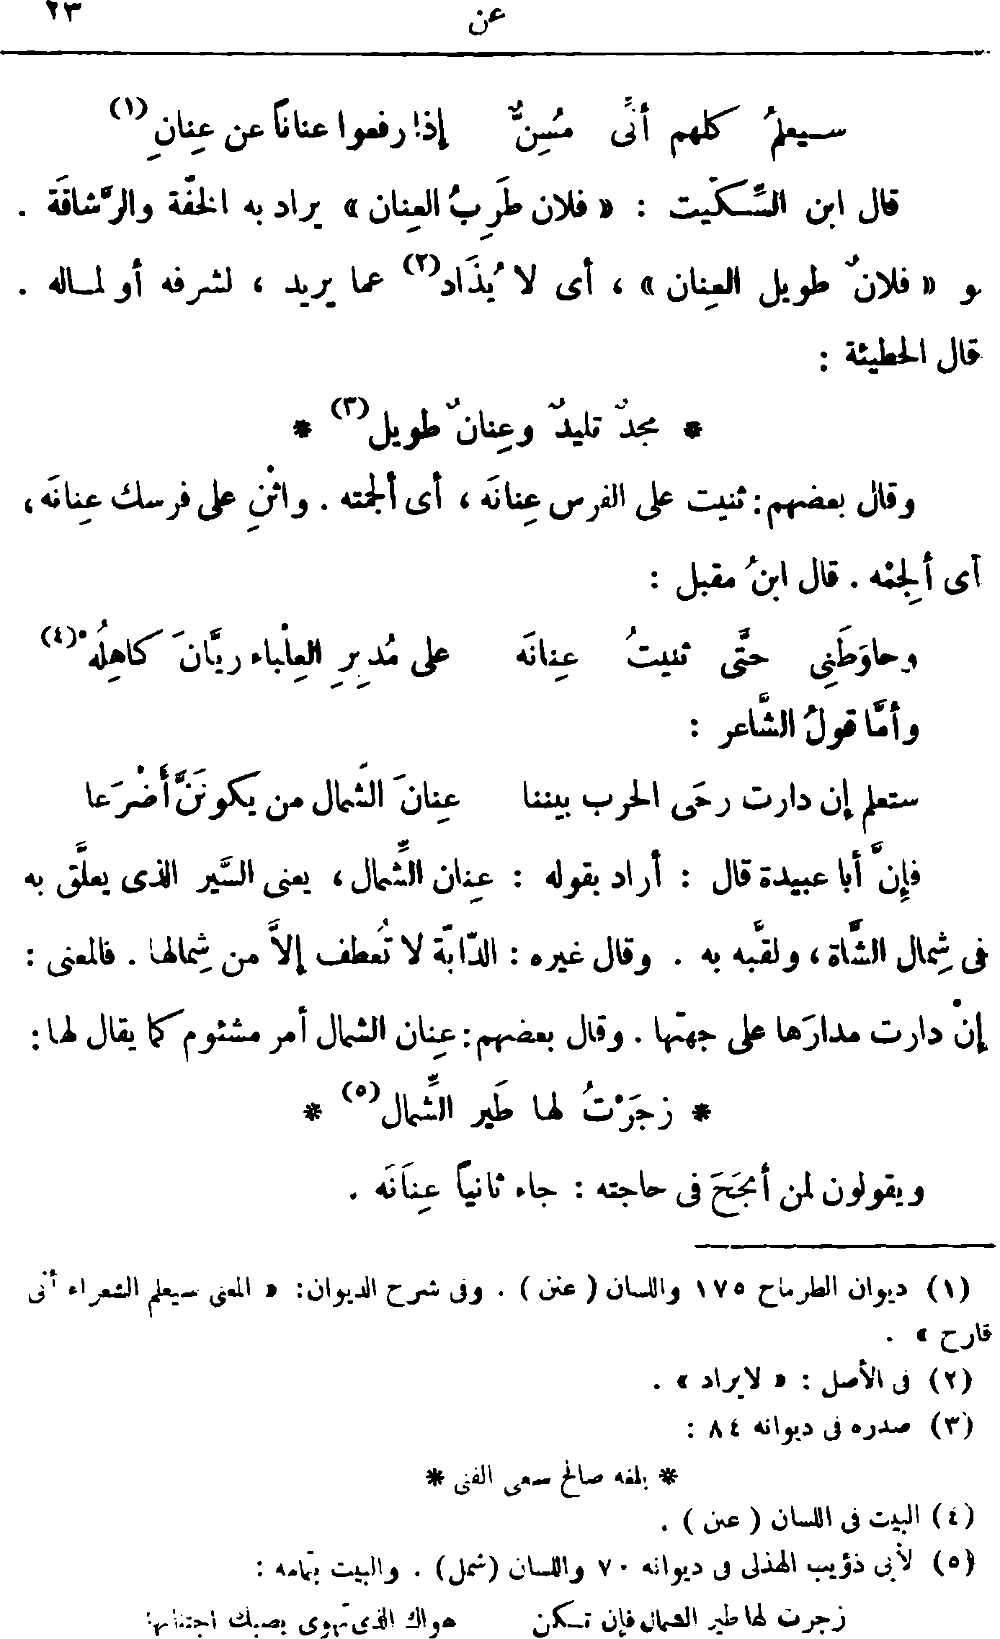 عن ٢٣
سيعلمُ كلهم أنِّى مُسِنٌّ إذا رفعوا عناناً عن عِنانِ (١)
قال ابن السِّكِّيت : « فلان طَرِبُ العِنان » يراد به الخفّة والرَّشاقَة .
و « فلانٌ طويل العِنان » ، أى لا يُذَاد (٢) عما يريد ، لشرفه أو لماله .
قال الحطيئة :
* مجدٌ تليدٌ وعِنانٌ طويل (٣) *
وقال بعضهم : ثنيت على الفرس عِنانَه ، أى ألجمته . واثْنِ على فرسك عِنانَه ،
أى ألجِمْه . قال ابنُ مقبل :
وحاوَطَنِى حتَّى ثنيتُ عِنانَه على مُدبِرِ العِلْباء ريَّانَ كاهِلُهْ (٤)
وأمَّا قولُ الشَّاعر :
ستعلم إن دارت رحَى الحرب بيننا عِنانَ الشَّمال من يكونَنَّ أَضْرَعا
فإنَّ أبا عبيدة قال : أراد بقوله : عِنان الشِّمال ، يعنى السَّير الذى يعلَّق به
فى شِمال الشَّاة ، ولقَّبه به . وقال غيره : الدّابّة لا تُعطف إلاَّ من شِمالها . فالمعنى :
إنْ دارت مدارَها على جهتها . وقال بعضهم : عِنان الشمال أمر مشئوم كما يقال لها :
* زجَرْتُ لها طَير الشِّمال (٥) *
ويقولون لمن أنجَحَ فى حاجته : جاء ثانياً عِنَانَه .
(١) ديوان الطرماح ١٧٥ واللسان ( عنن ) . وفى شرح الديوان : « المعنى سيعلم الشعراء أنى
قارح » .
(٢) فى الأصل : « لا يراد » .
(٣) صدره فى ديوانه ٨٤ :
* بلغه صالح سعى الفتى *
(٤) البيت فى اللسان ( عنن ) .
(٥) لأبى ذؤيب الهذلى فى ديوانه ٧٠ واللسان (شمل) . والبيت بتمامه :
زجرت لها طير الشمال فإن تكن هواك الذى تهوى يصبك اجتنابها